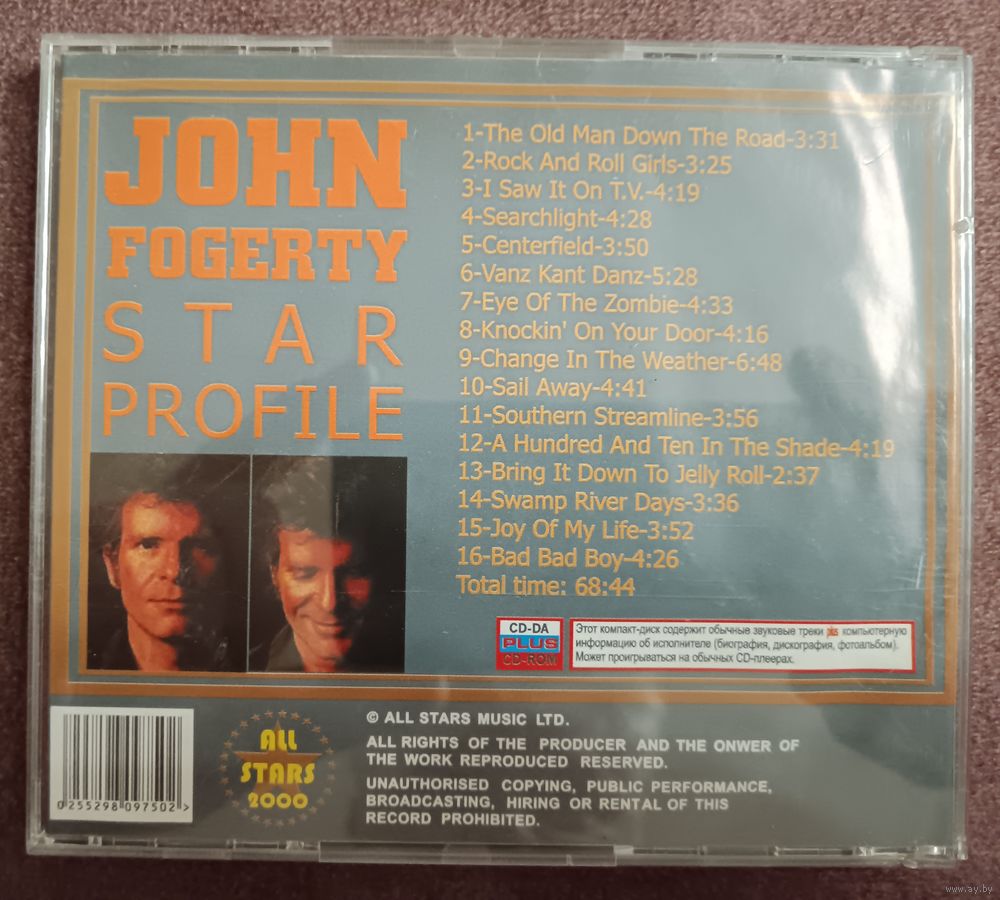 JOHN
FOGERTY
STAR
PROFILE
1-The Old Man Down The Road-3:31
2-Rock And Roll Girls-3:25
3-I Saw It On T.V.-4:19
4-Searchlight-4:28
5-Centerfield-3:50
6-Vanz Kant Danz-5:28
7-Eye Of The Zombie-4:33
8-Knockin' On Your Door-4:16
9-Change In The Weather-6:48
10-Sail Away-4:41
11-Southern Streamline-3:56
12-A Hundred And Ten In The Shade-4:19
13-Bring It Down To Jelly Roll-2:37
14-Swamp River Days-3:36
15-Joy Of My Life-3:52
16-Bad Bad Boy-4:26
Total time: 68:44
CD-DA
PLUS
CD-ROM
Этот компакт-диск содержит обычные звуковые треки plus компьютерную
информацию об исполнителе (биография, дискография, фотоальбом).
Может проигрываться на обычных CD-плеерах.
0 255298 097502 >
ALL
STARS
2000
© ALL STARS MUSIC LTD.
ALL RIGHTS OF THE PRODUCER AND THE ONWER OF
THE WORK REPRODUCED RESERVED.
UNAUTHORISED COPYING, PUBLIC PERFORMANCE,
BROADCASTING, HIRING OR RENTAL OF THIS
RECORD PROHIBITED.
www.ay.by